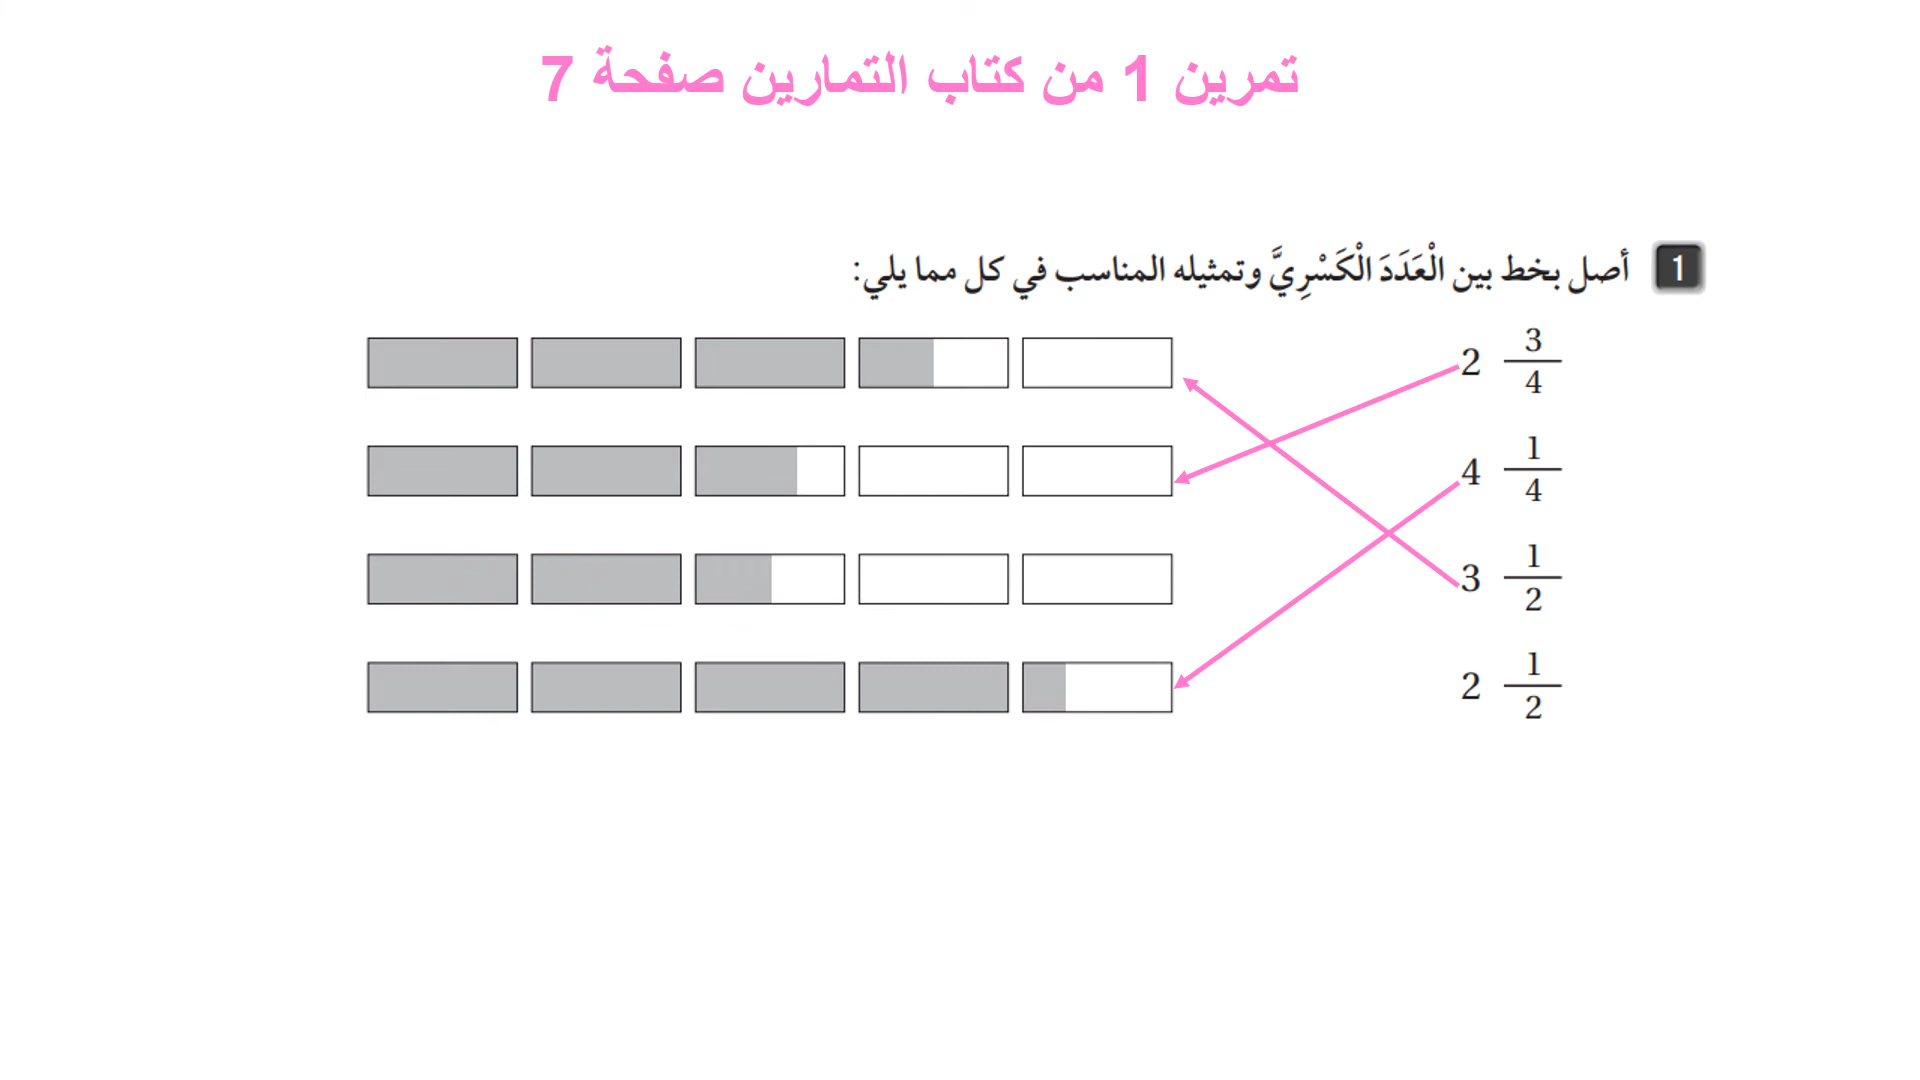 تمرين 1 من كتاب التمارين صفحة 7
1 أصل بخط بين الْعَدَدَ الْكَسْرِيَّ وتمثيله المناسب في كل مما يلي:
2 3/4
4 1/4
3 1/2
2 1/2